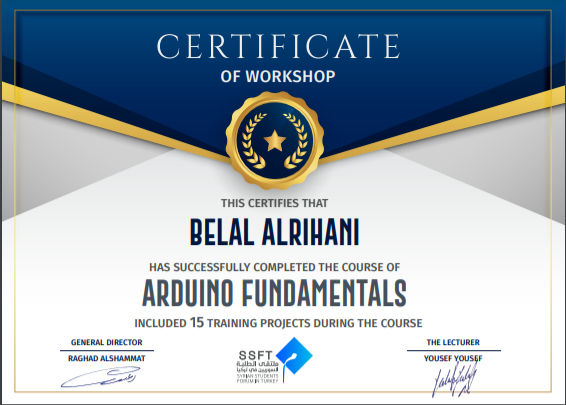 CERTIFICATE
OF WORKSHOP
THIS CERTIFIES THAT
BELAL ALRIHANI
HAS SUCCESSFULLY COMPLETED THE COURSE OF
ARDUINO FUNDAMENTALS
INCLUDED 15 TRAINING PROJECTS DURING THE COURSE
GENERAL DIRECTOR
RAGHAD ALSHAMMAT
SSFT
ملتقى الطلبة
السوريين في تركيا
SYRIAN STUDENTS
FORUM IN TURKEY
THE LECTURER
YOUSEF YOUSEF